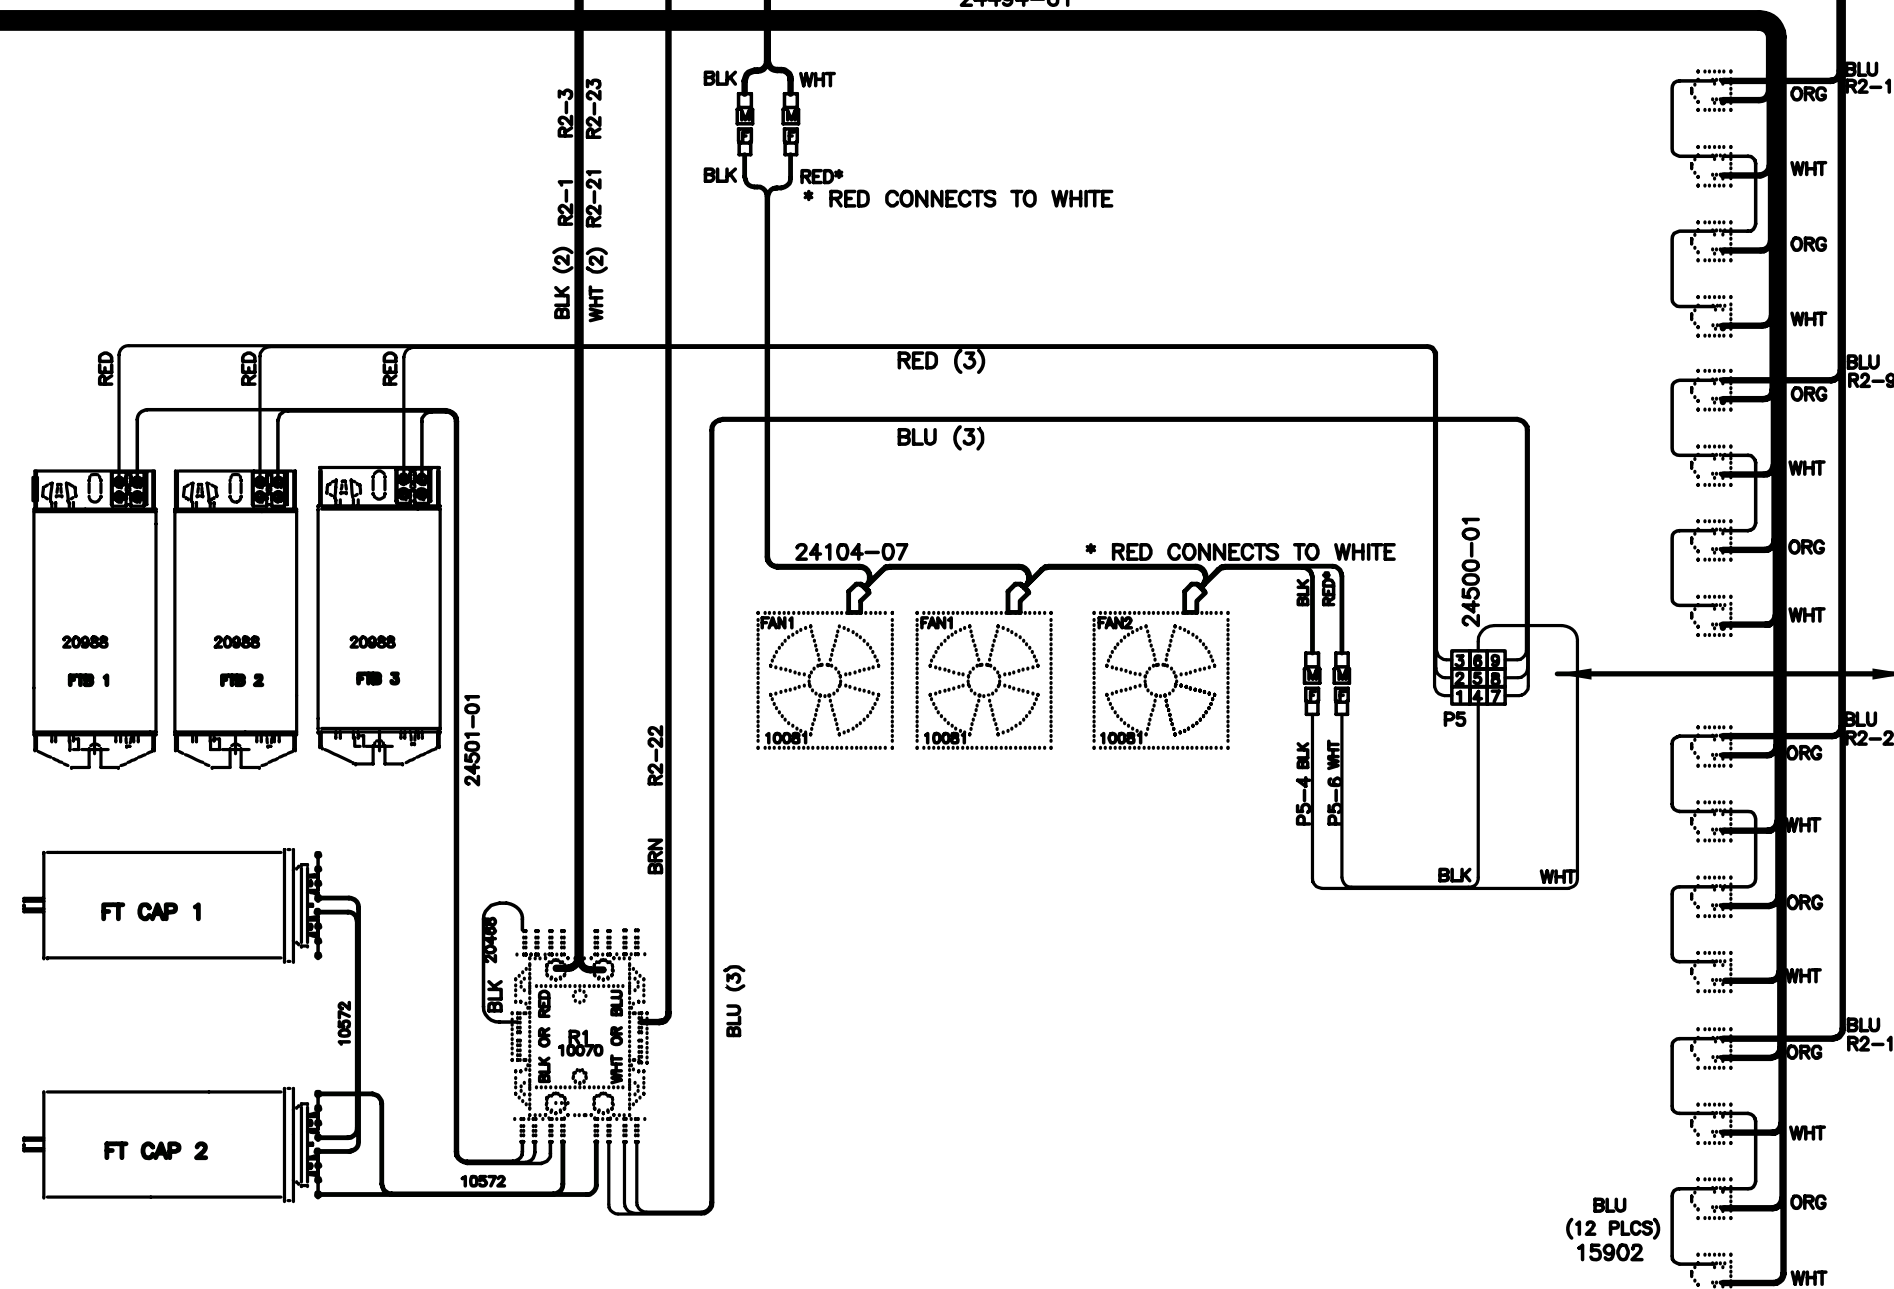 24494-01
BLK
WHT
R2-3
R2-23
M
M
F
F
BLK
RED*
* RED CONNECTS TO WHITE
R2-1
R2-21
BLK (2)
WHT (2)
RED
RED
RED
RED (3)
BLU (3)
24104-07
* RED CONNECTS TO WHITE
BLK
RED*
24500-01
FAN1
FAN1
FAN2
10081
10081
10081
M
M
F
F
3 6 9
2 5 8
1 4 7
P5
P5-4 BLK
P5-6 WHT
BLK
WHT
20988
FTB 1
20988
FTB 2
20988
FTB 3
24501-01
R2-22
BRN
FT CAP 1
10572
FT CAP 2
10572
20468
BLK
BLK OR RED
R1
10070
WHT OR BLU
BLU (3)
BLU
R2-1
ORG
WHT
ORG
WHT
BLU
R2-9
ORG
WHT
ORG
WHT
BLU
R2-2
ORG
WHT
ORG
WHT
BLU
R2-1
ORG
WHT
ORG
WHT
BLU
(12 PLCS)
15902